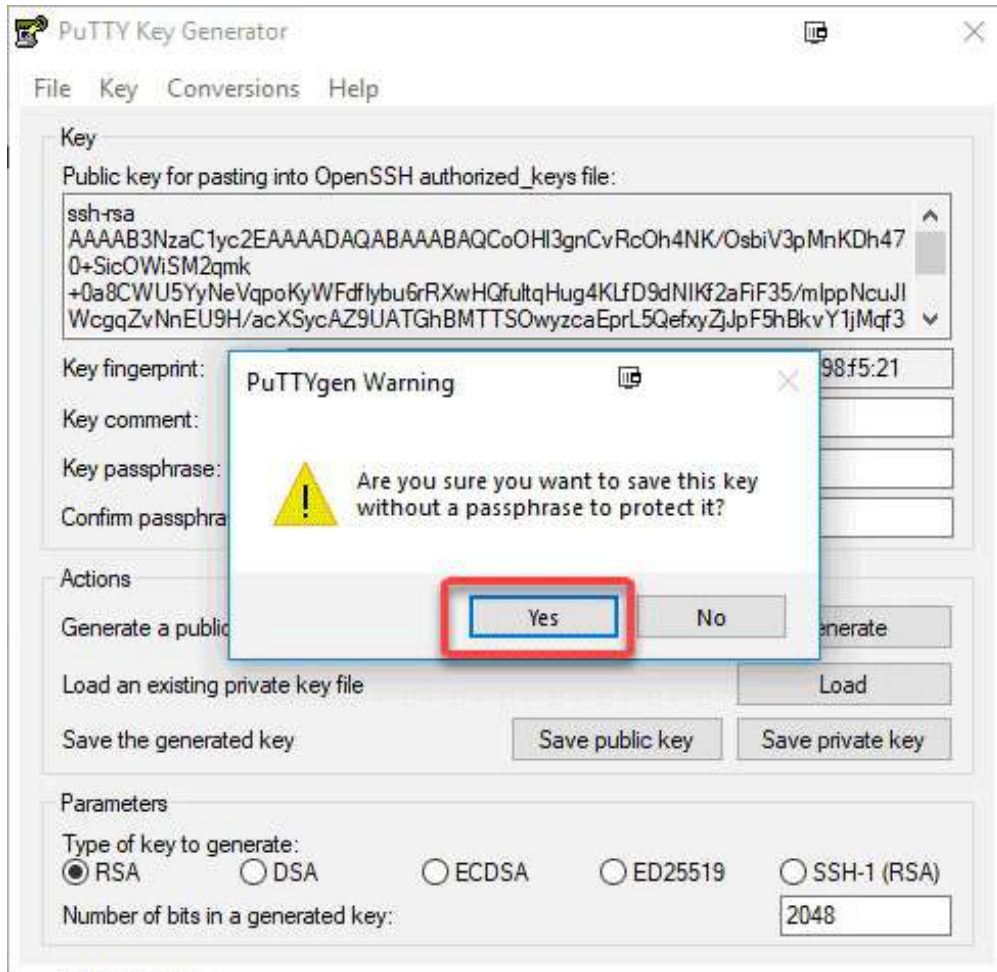 PuTTY Key Generator
File Key Conversions Help
Key
Public key for pasting into OpenSSH authorized_keys file:
ssh-rsa
AAAAB3NzaC1yc2EAAAADAQABAAABAQCoOHI3gnCvRcOh4NK/OsbiV3pMnKDh47
0+SicOWiSM2qmk
+0a8CWU5YyNeVqpoKyWFdfIybu6rRXwHQfultqHug4KLfD9dNIKf2aFiF35/mIppNcuJI
WcgqZvNnEU9H/acXSycAZ9UATGhBMTTSOwyzcaEprL5QefxyZjJpF5hBkvY1jMqf3
Key fingerprint:
98:f5:21
Key comment:
Key passphrase:
Confirm passphra
PuTTYgen Warning
Are you sure you want to save this key
without a passphrase to protect it?
Yes No
Actions
Generate a public
enerate
Load an existing private key file
Load
Save the generated key
Save public key
Save private key
Parameters
Type of key to generate:
RSA DSA ECDSA ED25519 SSH-1 (RSA)
Number of bits in a generated key:
2048